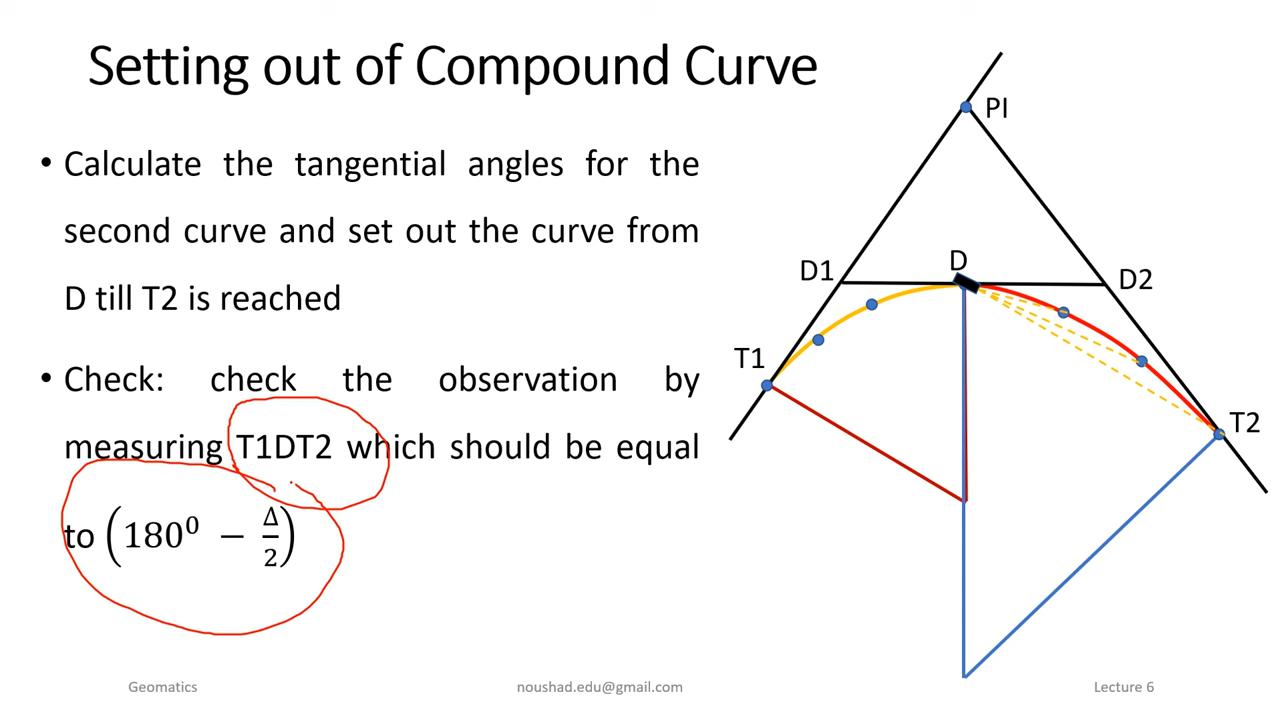 Setting out of Compound Curve
• Calculate the tangential angles for the
second curve and set out the curve from
D till T2 is reached
• Check: check the observation by
measuring T1DT2 which should be equal
to (180⁰ − Δ/2)
PI
D1
D
D2
T1
T2
Geomatics
noushad.edu@gmail.com
Lecture 6